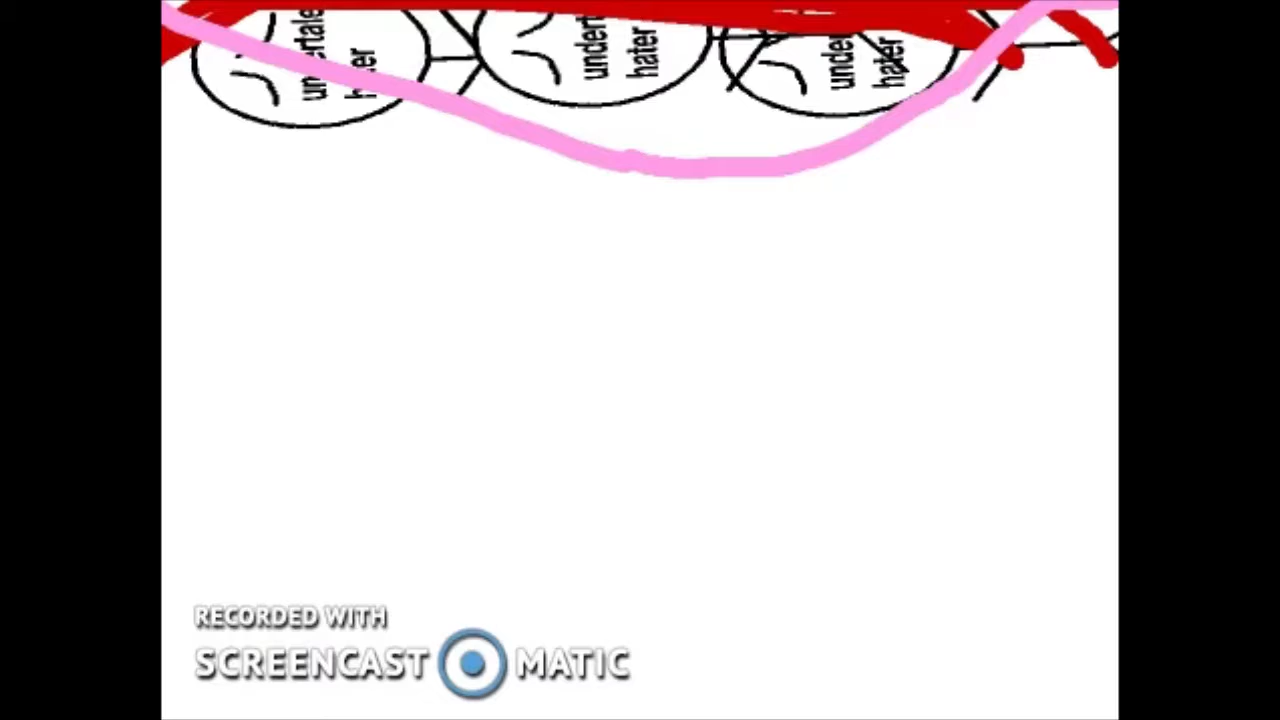 undertale
hater
undert
hater
under
hater
RECORDED WITH
SCREENCAST MATIC